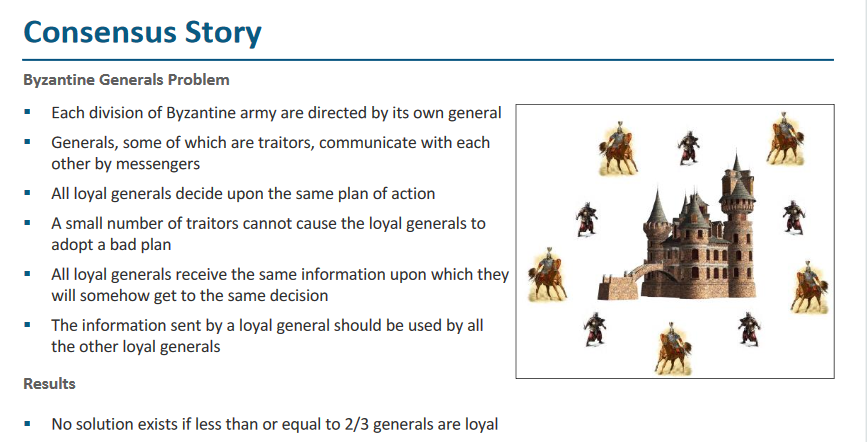 Consensus Story
Byzantine Generals Problem
▪ Each division of Byzantine army are directed by its own general
▪ Generals, some of which are traitors, communicate with each
other by messengers
▪ All loyal generals decide upon the same plan of action
▪ A small number of traitors cannot cause the loyal generals to
adopt a bad plan
▪ All loyal generals receive the same information upon which they
will somehow get to the same decision
▪ The information sent by a loyal general should be used by all
the other loyal generals
Results
▪ No solution exists if less than or equal to 2/3 generals are loyal